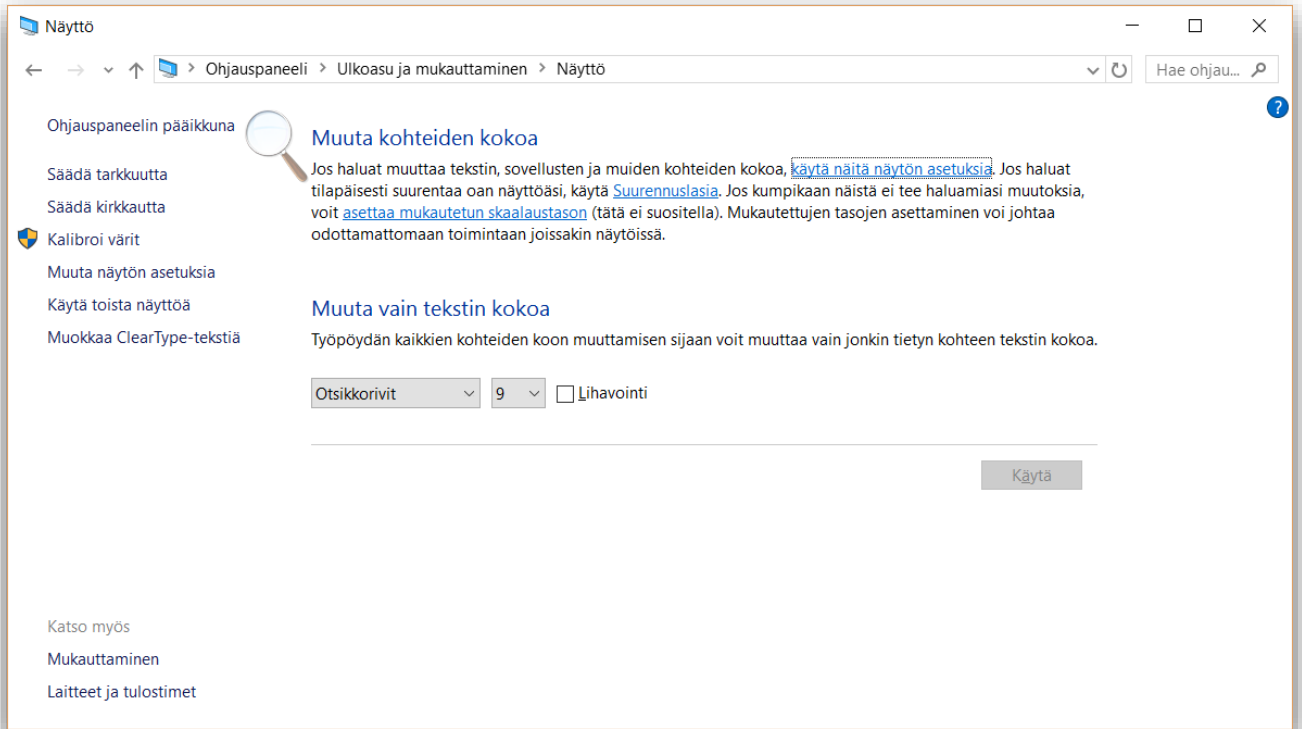 Näyttö
Ohjauspaneeli > Ulkoasu ja mukauttaminen > Näyttö
Hae ohjau...
?
Ohjauspaneelin pääikkuna
Säädä tarkkuutta
Säädä kirkkautta
Kalibroi värit
Muuta näytön asetuksia
Käytä toista näyttöä
Muokkaa ClearType-tekstiä
Muuta kohteiden kokoa
Jos haluat muuttaa tekstin, sovellusten ja muiden kohteiden kokoa, käytä näitä näytön asetuksia. Jos haluat
tilapäisesti suurentaa oan näyttöäsi, käytä Suurennuslasia. Jos kumpikaan näistä ei tee haluamiasi muutoksia,
voit asettaa mukautetun skaalaustason (tätä ei suositella). Mukautettujen tasojen asettaminen voi johtaa
odottamattomaan toimintaan joissakin näytöissä.
Muuta vain tekstin kokoa
Työpöydän kaikkien kohteiden koon muuttamisen sijaan voit muuttaa vain jonkin tietyn kohteen tekstin kokoa.
Otsikkorivit 9 Lihavointi
Käytä
Katso myös
Mukauttaminen
Laitteet ja tulostimet